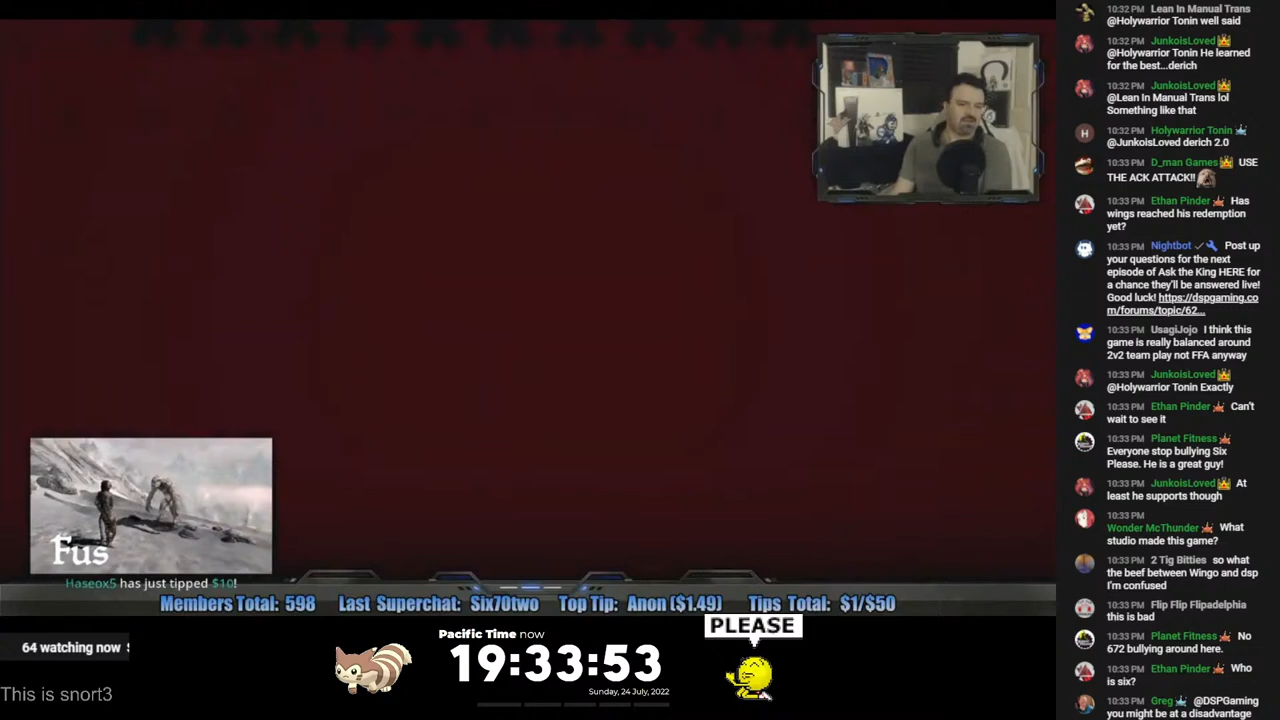 Fus
Haseox5 has just tipped $10!
Members Total: 598 Last Superchat: Six70two Top Tip: Anon ($1.49) Tips Total: $1/$50
64 watching now
This is snort3
Pacific Time now
19:33:53
Sunday, 24 July, 2022
PLEASE
10:32 PM Lean In Manual Trans
@Holywarrior Tonin well said
10:32 PM JunkoisLoved
@Holywarrior Tonin He learned
for the best...derich
10:32 PM JunkoisLoved
@Lean In Manual Trans lol
Something like that
H
10:32 PM Holywarrior Tonin
@JunkoisLoved derich 2.0
10:33 PM D_man Games USE
THE ACK ATTACK!!
10:33 PM Ethan Pinder Has
wings reached his redemption
yet?
10:33 PM Nightbot Post up
your questions for the next
episode of Ask the King HERE for
a chance they'll be answered live!
Good luck! https://dspgaming.co
m/forums/topic/62...
10:33 PM UsagiJojo I think this
game is really balanced around
2v2 team play not FFA anyway
10:33 PM JunkoisLoved
@Holywarrior Tonin Exactly
10:33 PM Ethan Pinder Can't
wait to see it
10:33 PM Planet Fitness
Everyone stop bullying Six
Please. He is a great guy!
10:33 PM JunkoisLoved At
least he supports though
10:33 PM
Wonder McThunder What
studio made this game?
10:33 PM 2 Tig Bitties so what
the beef between Wingo and dsp
I'm confused
10:33 PM Flip Flip Flipadelphia
this is bad
10:33 PM Planet Fitness No
672 bullying around here.
10:33 PM Ethan Pinder Who
is six?
10:33 PM Greg @DSPGaming
you might be at a disadvantage